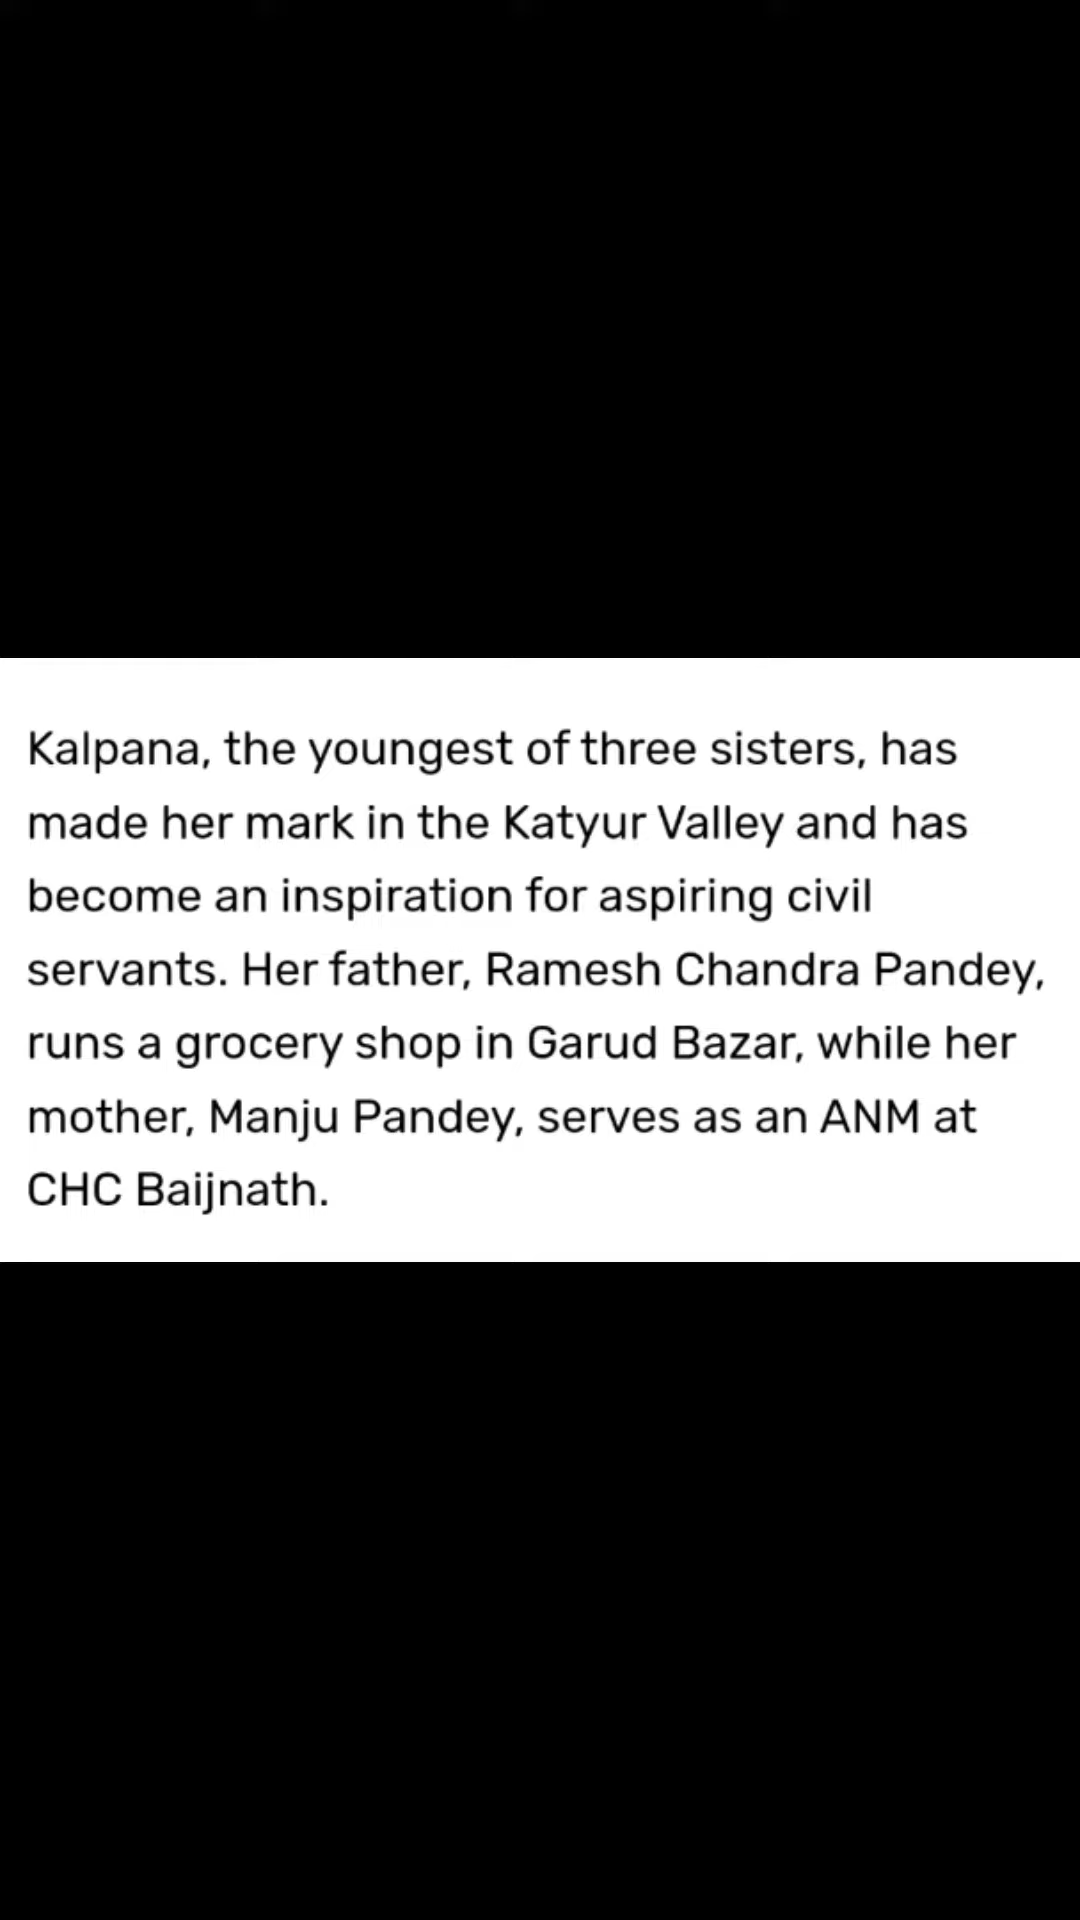 Kalpana, the youngest of three sisters, has
made her mark in the Katyur Valley and has
become an inspiration for aspiring civil
servants. Her father, Ramesh Chandra Pandey,
runs a grocery shop in Garud Bazar, while her
mother, Manju Pandey, serves as an ANM at
CHC Baijnath.